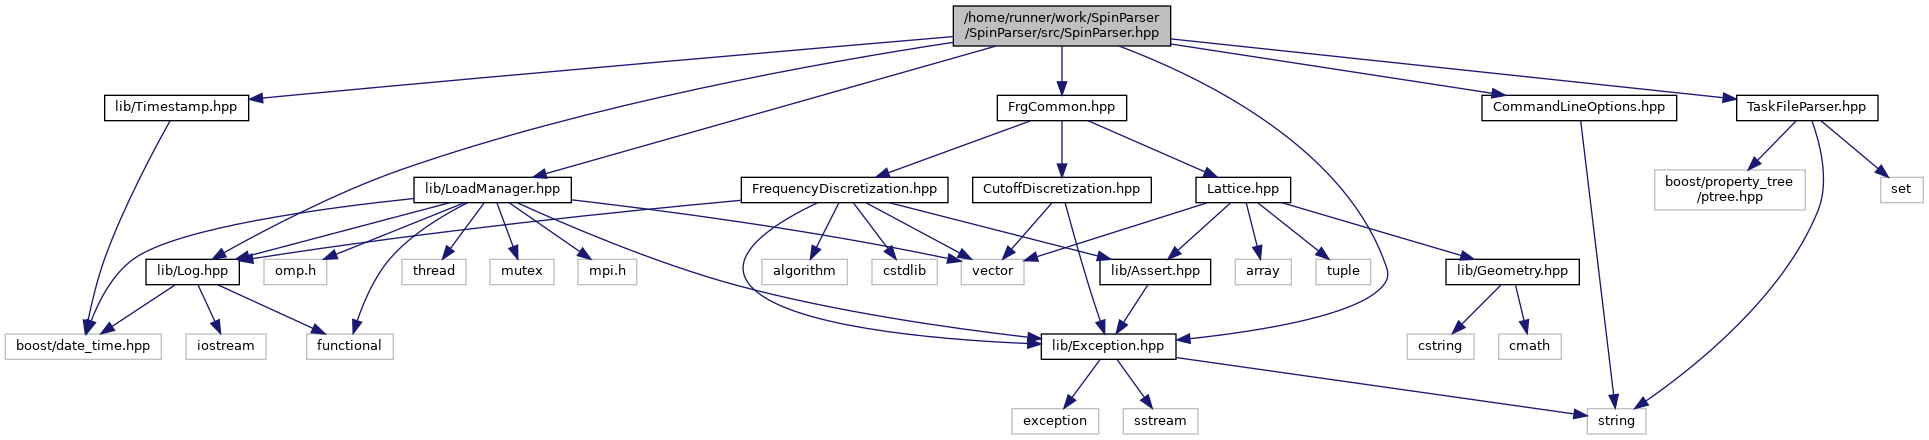 /home/runner/work/SpinParser
/SpinParser/src/SpinParser.hpp
lib/Timestamp.hpp
FrgCommon.hpp
CommandLineOptions.hpp
TaskFileParser.hpp
lib/LoadManager.hpp
FrequencyDiscretization.hpp
CutoffDiscretization.hpp
Lattice.hpp
boost/property_tree
/ptree.hpp
set
lib/Log.hpp
omp.h
thread
mutex
mpi.h
algorithm
cstdlib
vector
lib/Assert.hpp
array
tuple
lib/Geometry.hpp
boost/date_time.hpp
iostream
functional
lib/Exception.hpp
cstring
cmath
exception
sstream
string